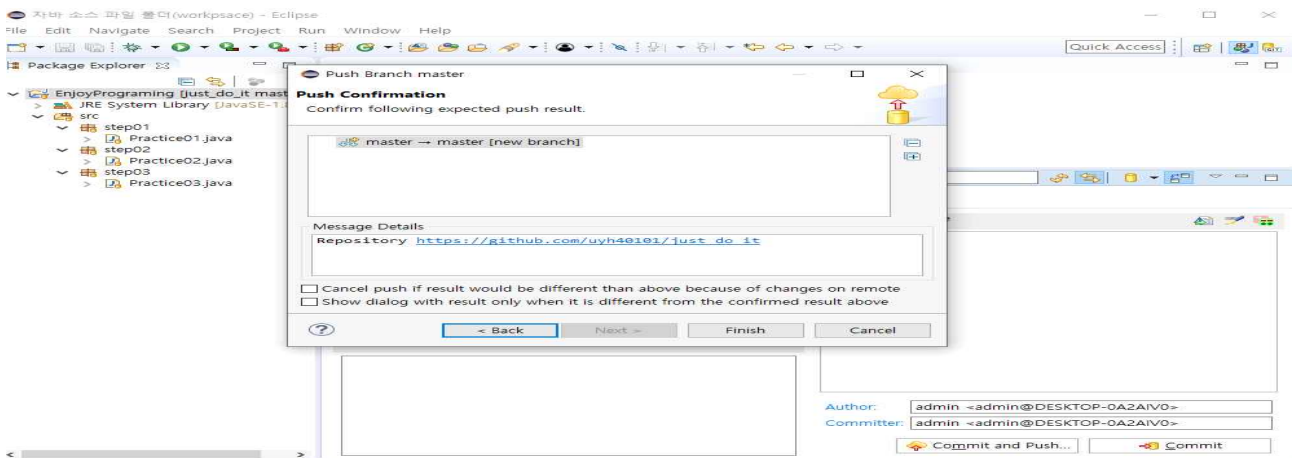 자바 소스 파일 폴더(workpsace) - Eclipse
File Edit Navigate Search Project Run Window Help
Quick Access
Package Explorer
EnjoyPrograming [just_do_it mast
JRE System Library [JavaSE-1.8
src
step01
Practice01.java
step02
Practice02.java
step03
Practice03.java
Push Branch master
Push Confirmation
Confirm following expected push result.
master → master [new branch]
Message Details
Repository https://github.com/uyh40101/just_do_it
Cancel push if result would be different than above because of changes on remote
Show dialog with result only when it is different from the confirmed result above
< Back Next > Finish Cancel
Author: admin <admin@DESKTOP-0A2AIV0>
Committer: admin <admin@DESKTOP-0A2AIV0>
Commit and Push... Commit